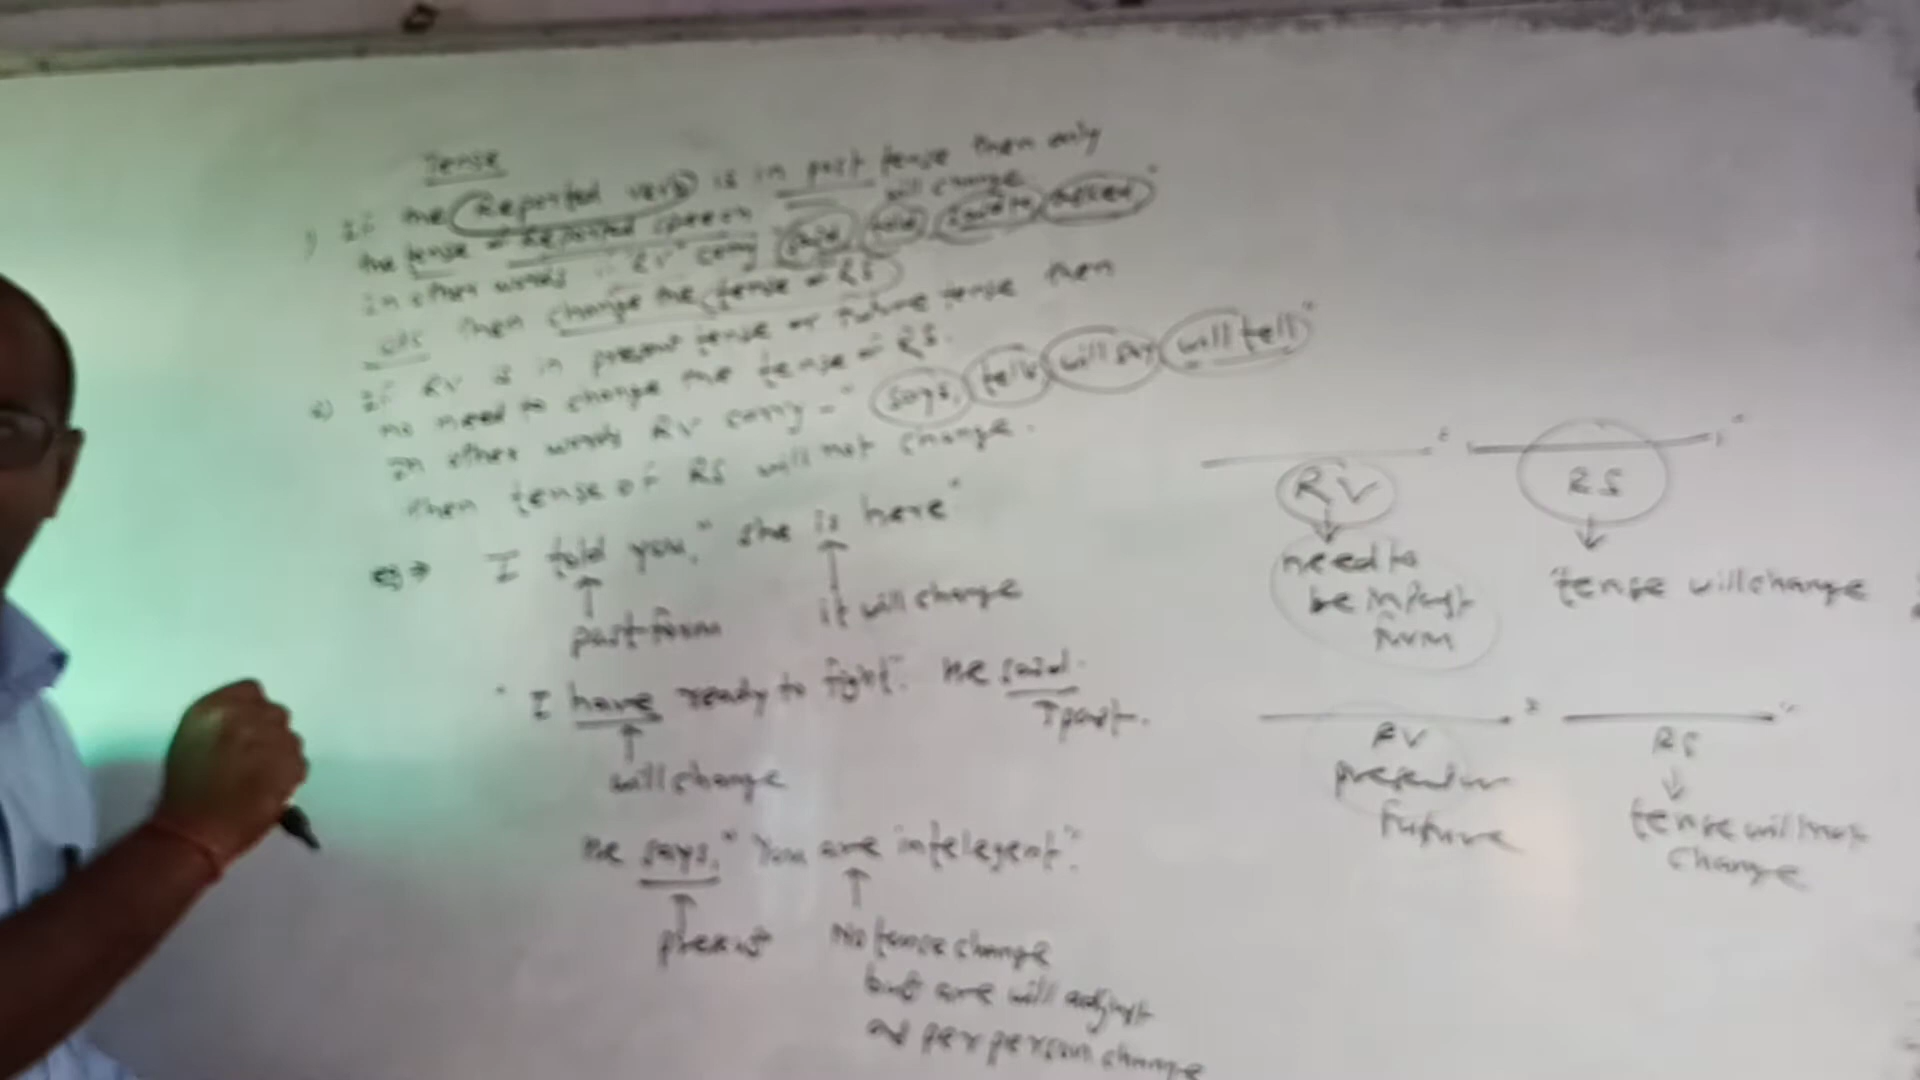 Tense
1) If the Reported verb is in past tense then only
the tense of Reported speech will change
in other words "RV" carry "said, told, said to, asked"
then change the tense of RS
2) If RV is in present tense or future tense then
no need to change the tense of RS.
In other words RV carry - "says, tells will say will tell"
then tense of RS will not change.
eg → I told you, "she is here"
past form
it will change
"I have ready to fight". He said.
past.
will change
He says, "You are intelegent".
No tense change
but are will adjust
as per person change
RV
need to
be in past
form
RS
tense will change
RV
present or
future
RS
tense will not
change